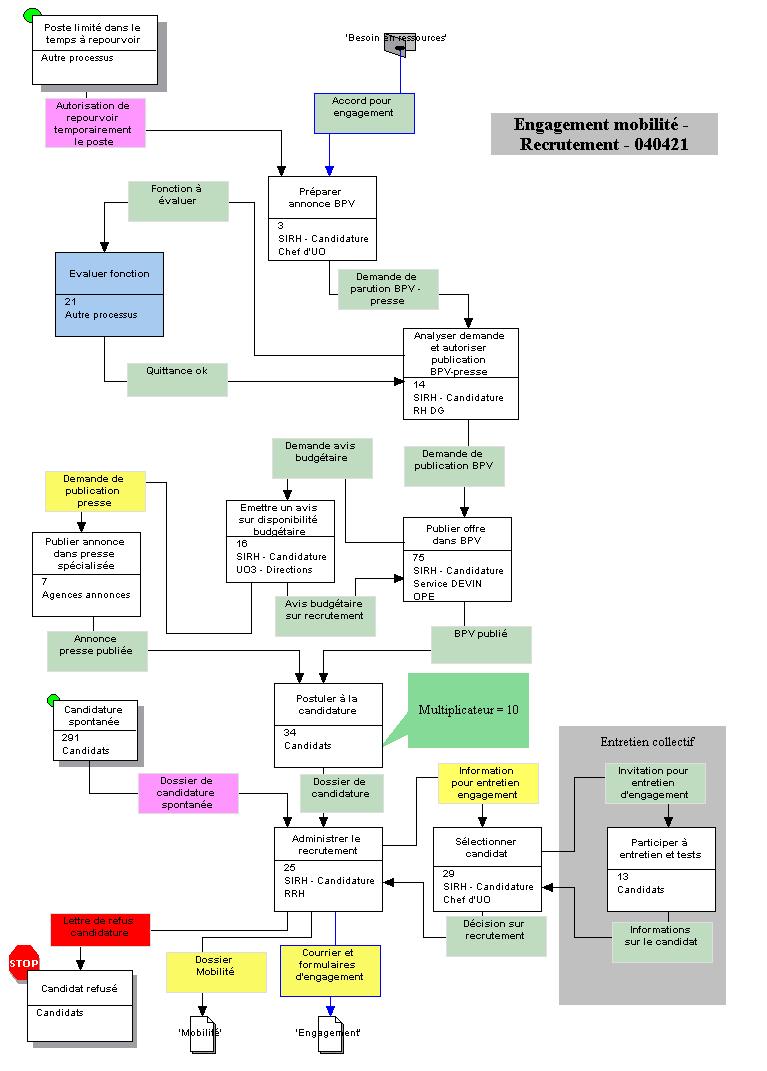 Poste limité dans le
temps à repourvoir
Autre processus
'Besoin en ressources'
Autorisation de
repourvoir
temporairement
le poste
Accord pour
engagement
Engagement mobilité -
Recrutement - 040421
Préparer
annonce BPV
3
SIRH - Candidature
Chef d'UO
Fonction à
évaluer
Evaluer fonction
21
Autre processus
Demande de
parution BPV -
presse
Analyser demande
et autoriser
publication
BPV-presse
14
SIRH - Candidature
RH DG
Quittance ok
Demande avis
budgétaire
Demande de
publication BPV
Demande de
publication
presse
Emettre un avis
sur disponibilité
budgétaire
16
SIRH - Candidature
UO3 - Directions
Publier offre
dans BPV
75
SIRH - Candidature
Service DEVIN
OPE
Publier annonce
dans presse
spécialisée
7
Agences annonces
Avis budgétaire
sur recrutement
Annonce
presse publiée
BPV publié
Postuler à la
candidature
34
Candidats
Multiplicateur = 10
Candidature
spontanée
291
Candidats
Entretien collectif
Dossier de
candidature
spontanée
Dossier de
candidature
Information
pour entretien
engagement
Invitation pour
entretien
d'engagement
Administrer le
recrutement
25
SIRH - Candidature
RRH
Sélectionner
candidat
29
SIRH - Candidature
Chef d'UO
Participer à
entretien et tests
13
Candidats
Lettre de refus
candidature
Décision sur
recrutement
Informations
sur le candidat
STOP
Candidat refusé
Candidats
Dossier
Mobilité
Courrier et
formulaires
d'engagement
'Mobilité'
'Engagement'